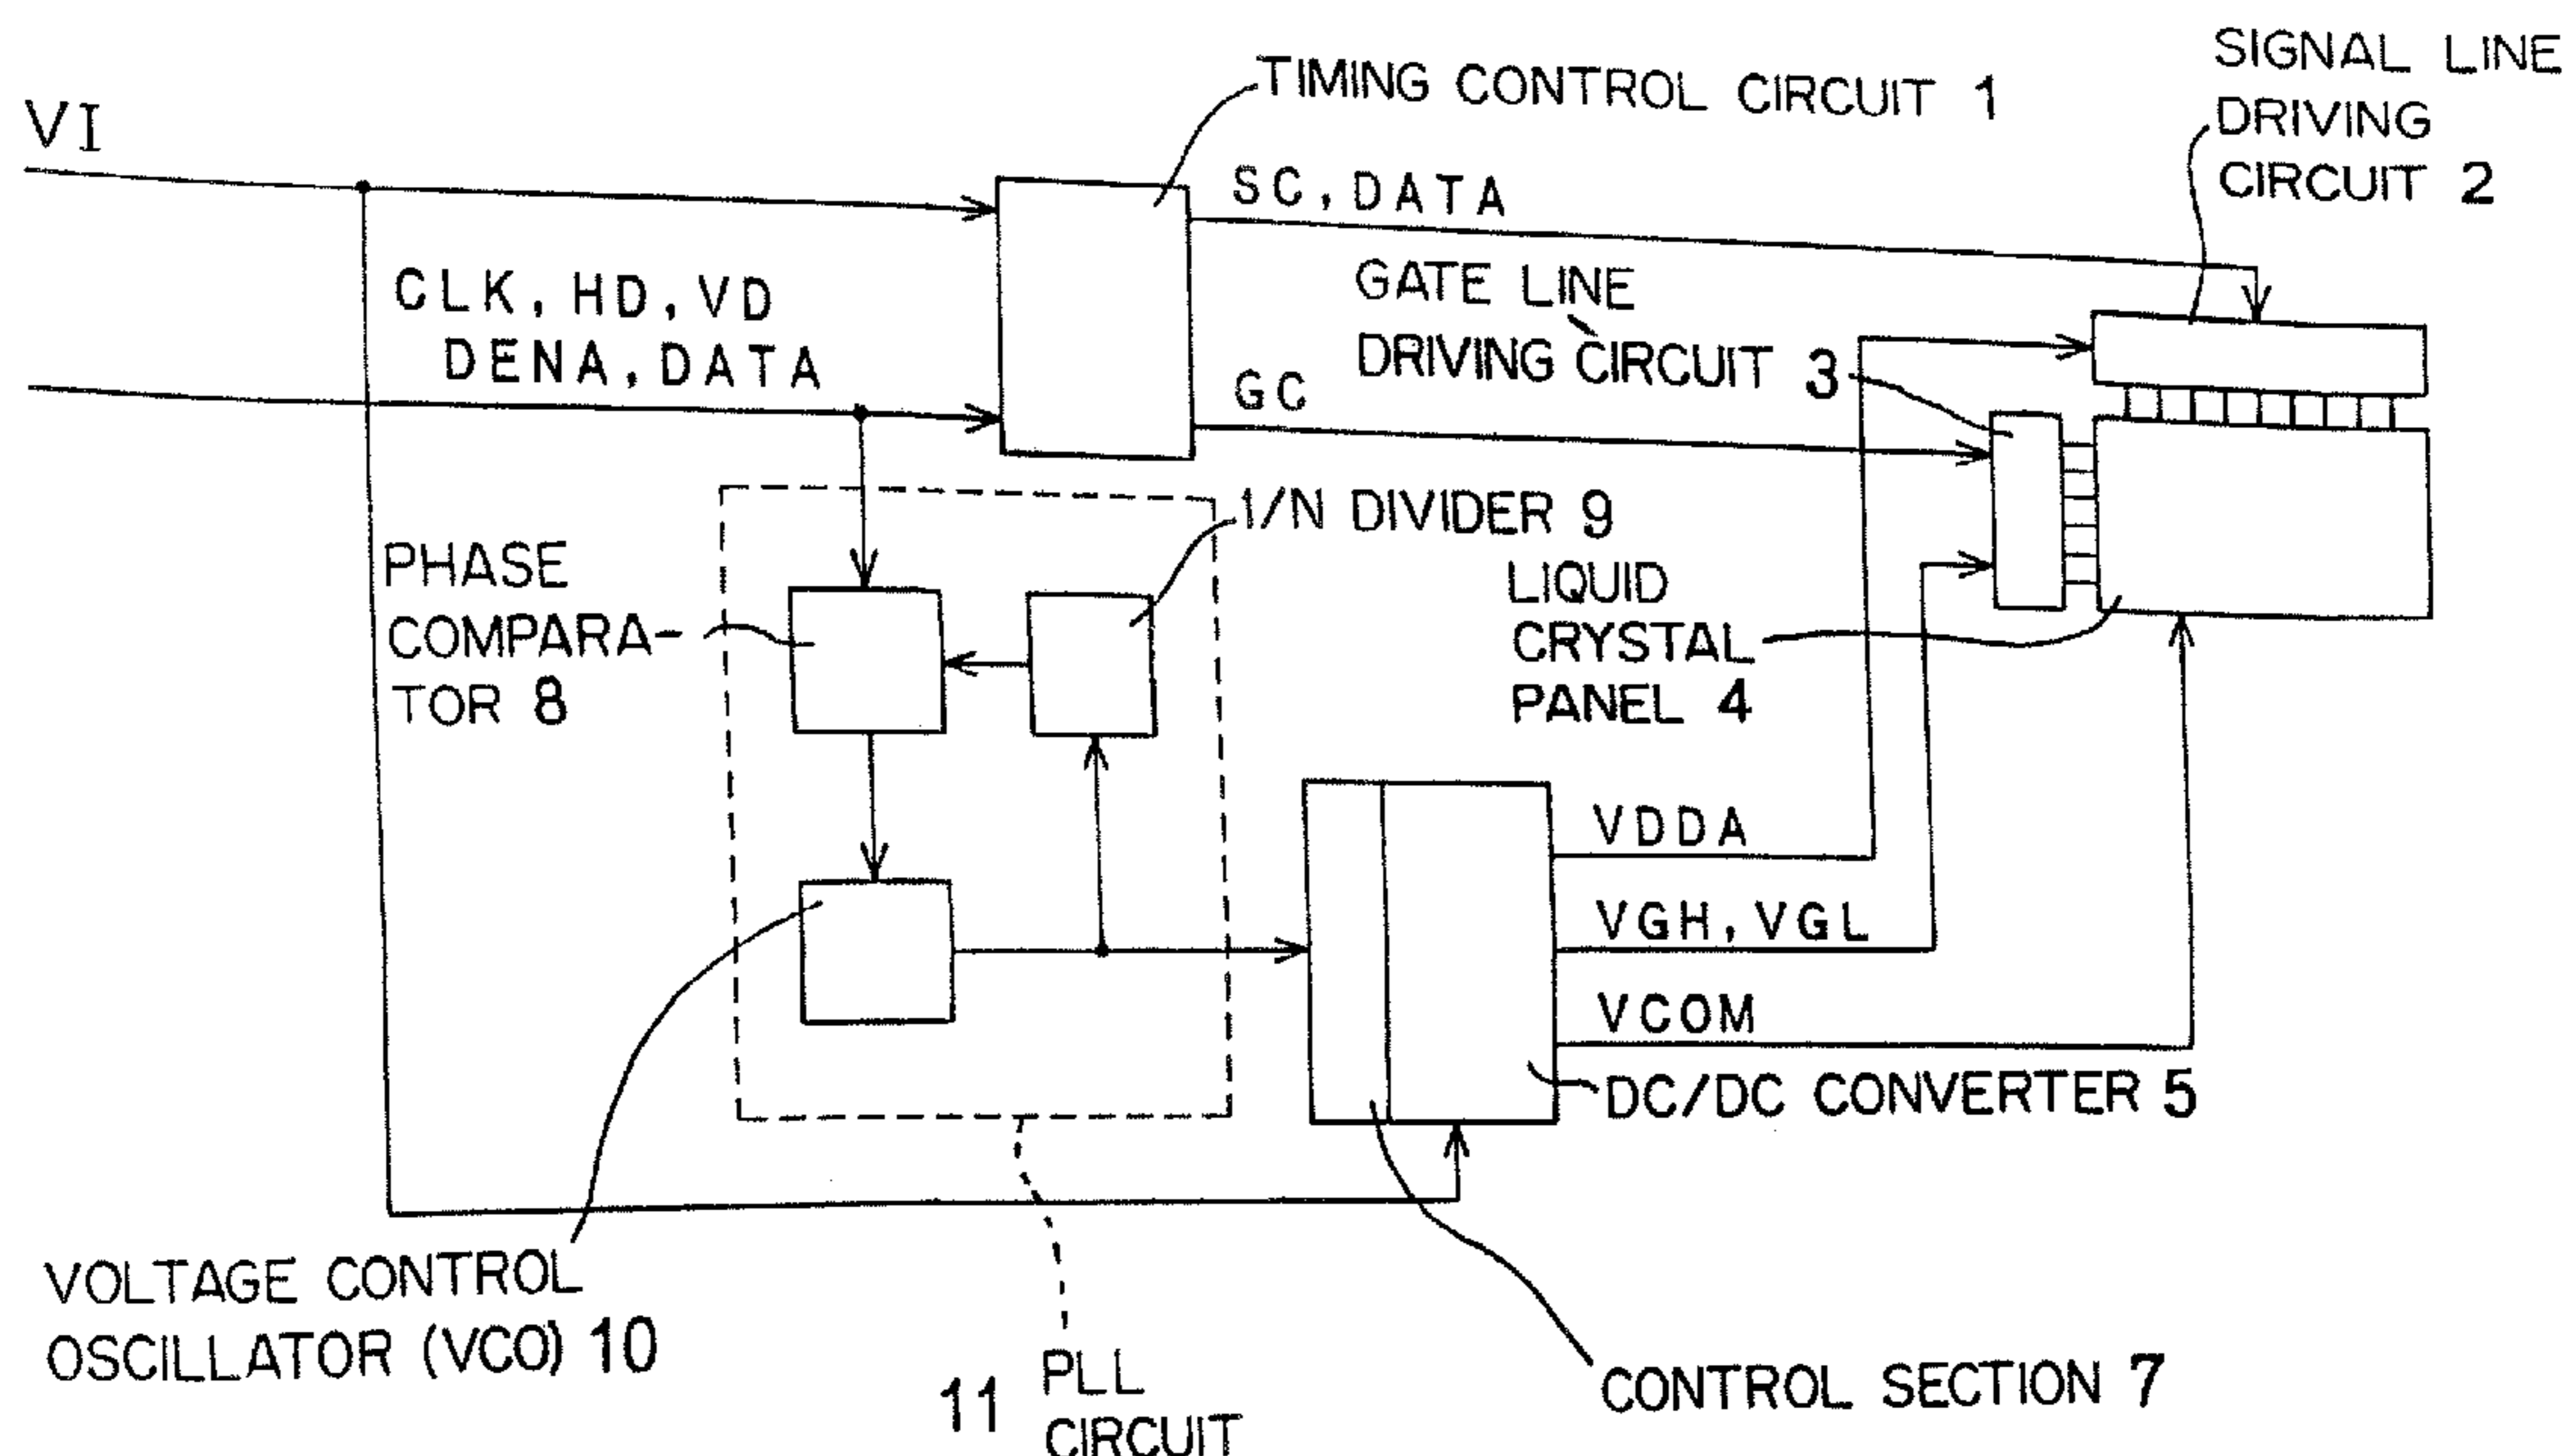 VI
TIMING CONTROL CIRCUIT 1
SIGNAL LINE
DRIVING
CIRCUIT 2
SC, DATA
CLK, HD, VD
DENA, DATA
GATE LINE
DRIVING CIRCUIT 3
GC
1/N DIVIDER 9
PHASE
COMPARA-
TOR 8
LIQUID
CRYSTAL
PANEL 4
VDDA
VGH, VGL
VCOM
DC/DC CONVERTER 5
VOLTAGE CONTROL
OSCILLATOR (VCO) 10
11 PLL
CIRCUIT
CONTROL SECTION 7